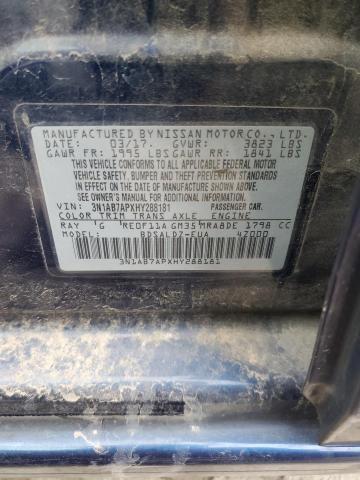 MANUFACTURED BY NISSAN MOTOR CO., LTD.
DATE: 03/17. GVWR: 3823 LBS
GAWR FR: 1995 LBS GAWR RR: 1841 LBS
THIS VEHICLE CONFORMS TO ALL APPLICABLE FEDERAL MOTOR
VEHICLE SAFETY, BUMPER AND THEFT PREVENTION STANDARDS
IN EFFECT ON THE DATE OF MANUFACTURE SHOWN ABOVE.
SEE OWNERS MANUAL FOR ADDITIONAL INFORMATION.
VIN: 3N1AB7APXHY288181 PASSENGER CAR.
COLOR TRIM TRANS AXLE ENGINE
RAY G RE0F11A GM35 MRA8DE 1798 CC
MODEL: BDSALDZ-EUA 4Z000
3N1AB7APXHY288181